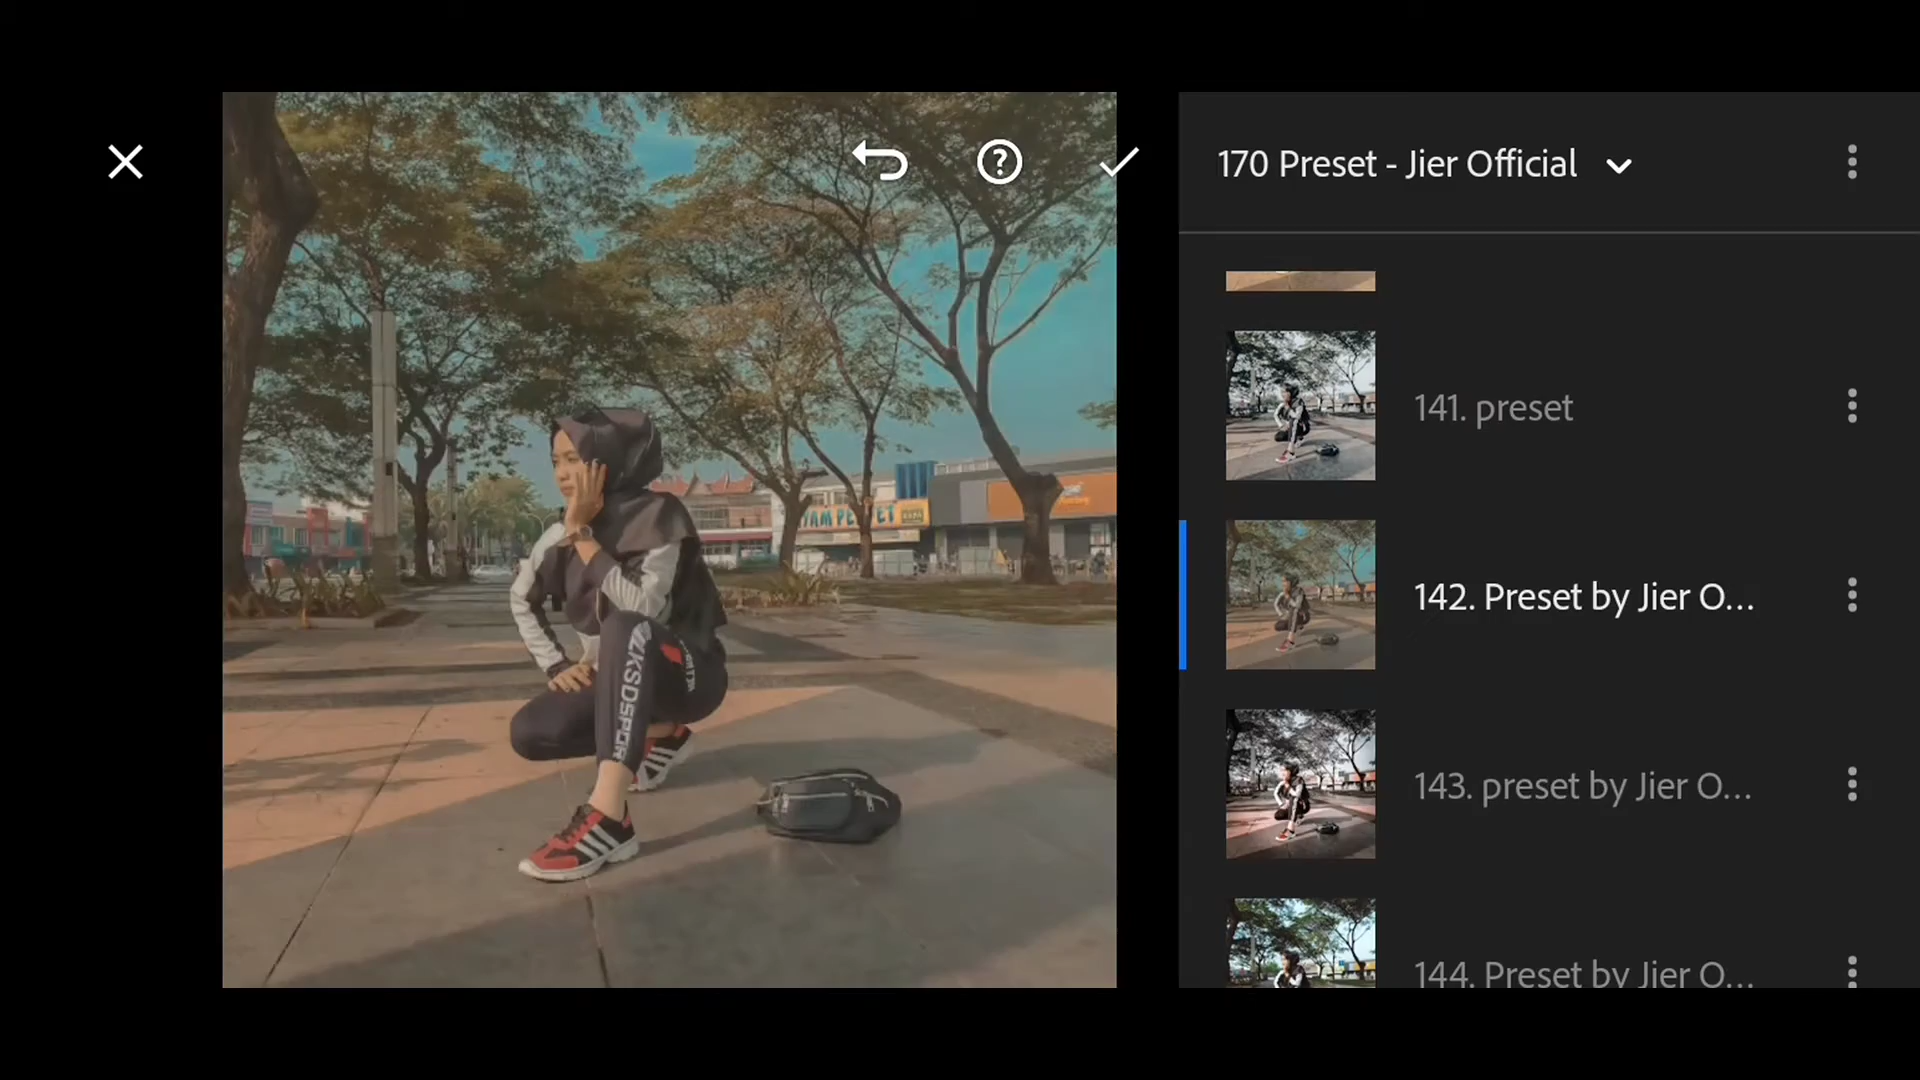 170 Preset - Jier Official
141. preset
142. Preset by Jier O...
143. preset by Jier O...
144. Preset by Jier O...